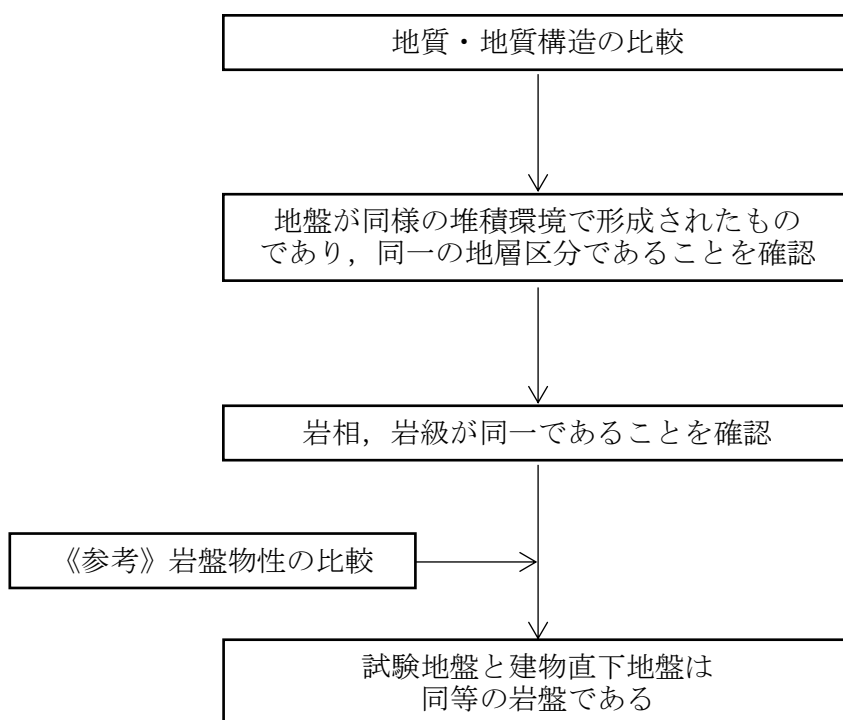 地質・地質構造の比較
地盤が同様の堆積環境で形成されたもの
であり，同一の地層区分であることを確認
岩相，岩級が同一であることを確認
《参考》岩盤物性の比較
試験地盤と建物直下地盤は
同等の岩盤である